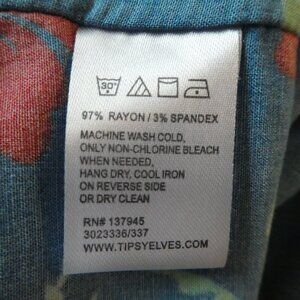 30°
97% RAYON / 3% SPANDEX
MACHINE WASH COLD,
ONLY NON-CHLORINE BLEACH
WHEN NEEDED,
HANG DRY, COOL IRON
ON REVERSE SIDE
OR DRY CLEAN
RN# 137945
3023336/337
WWW.TIPSYELVES.COM